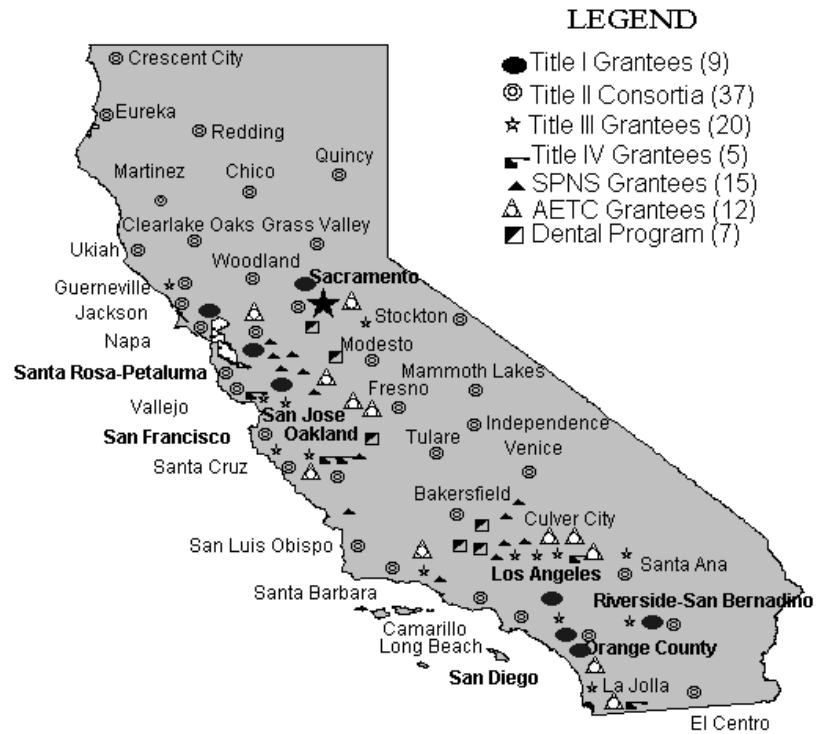 LEGEND
Title I Grantees (9)
Title II Consortia (37)
Title III Grantees (20)
Title IV Grantees (5)
SPNS Grantees (15)
AETC Grantees (12)
Dental Program (7)
Crescent City
Eureka
Redding
Quincy
Martinez
Chico
Clearlake Oaks
Grass Valley
Ukiah
Woodland
Sacramento
Guerneville
Jackson
Stockton
Napa
Modesto
Santa Rosa-Petaluma
Mammoth Lakes
Fresno
Vallejo
San Jose
San Francisco
Oakland
Independence
Tulare
Venice
Santa Cruz
Bakersfield
Culver City
San Luis Obispo
Santa Ana
Los Angeles
Santa Barbara
Riverside-San Bernadino
Camarillo
Long Beach
Orange County
San Diego
La Jolla
El Centro